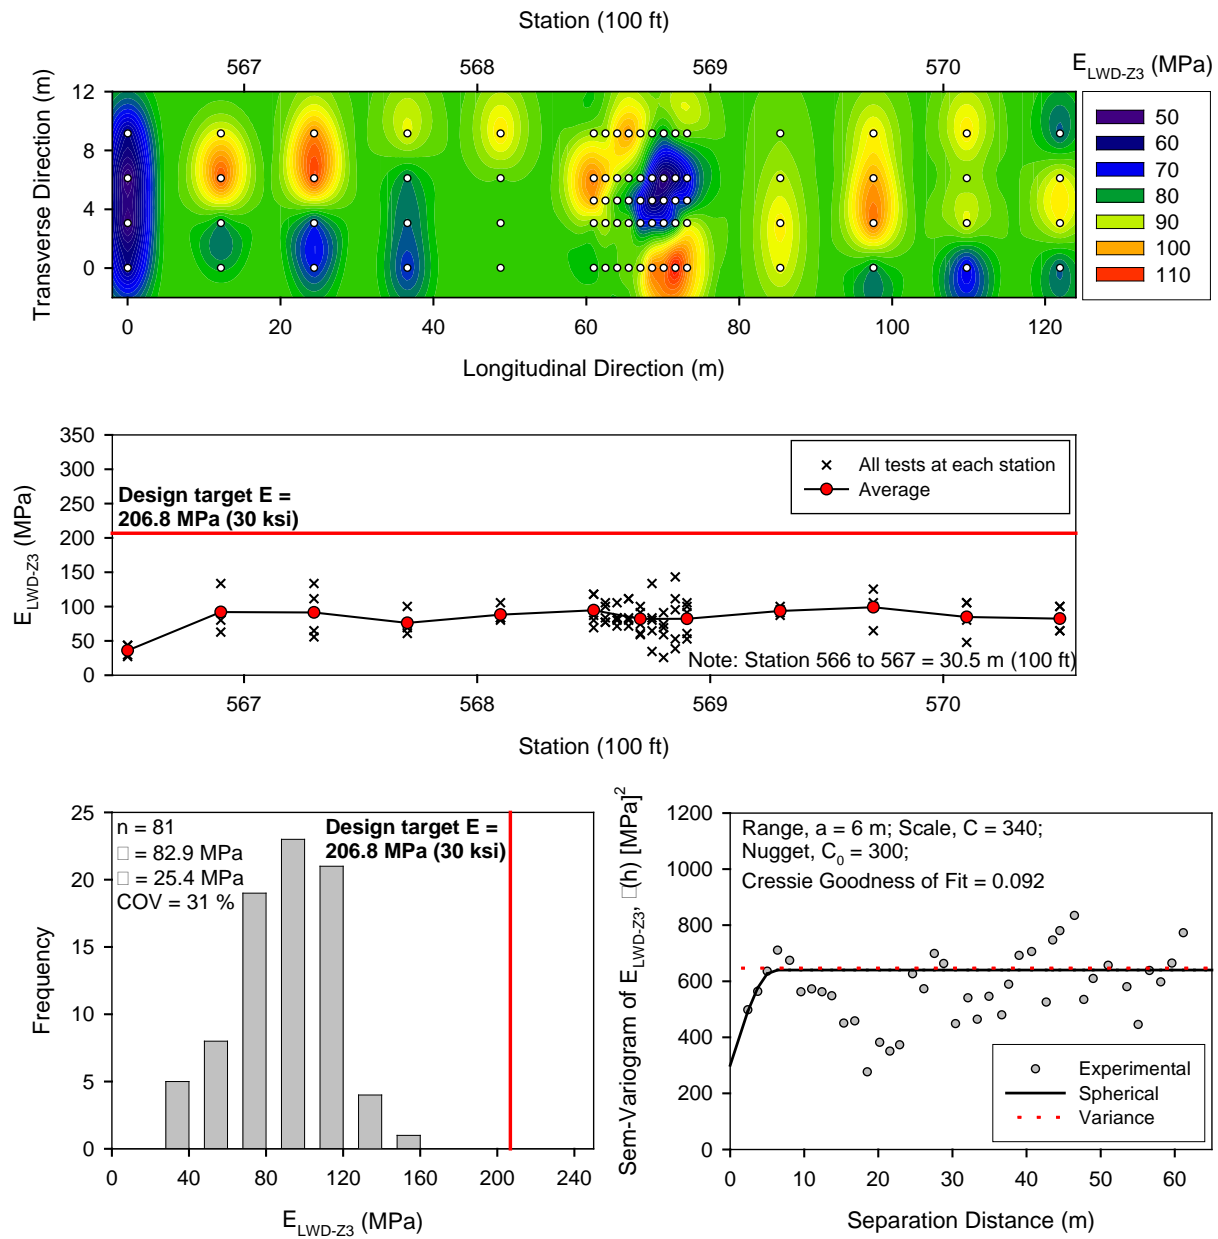 Station (100 ft)
567 568 569 570
E_LWD-Z3 (MPa)
50
60
70
80
90
100
110
Transverse Direction (m)
12
8
4
0
0 20 40 60 80 100 120
Longitudinal Direction (m)
E_LWD-Z3 (MPa)
350
300
250
200
150
100
50
0
All tests at each station
Average
Design target E =
206.8 MPa (30 ksi)
Note: Station 566 to 567 = 30.5 m (100 ft)
567 568 569 570
Station (100 ft)
Frequency
25
20
15
10
5
0
n = 81
□ = 82.9 MPa
□ = 25.4 MPa
COV = 31 %
Design target E =
206.8 MPa (30 ksi)
0 40 80 120 160 200 240
E_LWD-Z3 (MPa)
Sem-Variogram of E_LWD-Z3, □(h) [MPa]²
1200
1000
800
600
400
200
0
Range, a = 6 m; Scale, C = 340;
Nugget, C₀ = 300;
Cressie Goodness of Fit = 0.092
Experimental
Spherical
Variance
0 10 20 30 40 50 60
Separation Distance (m)